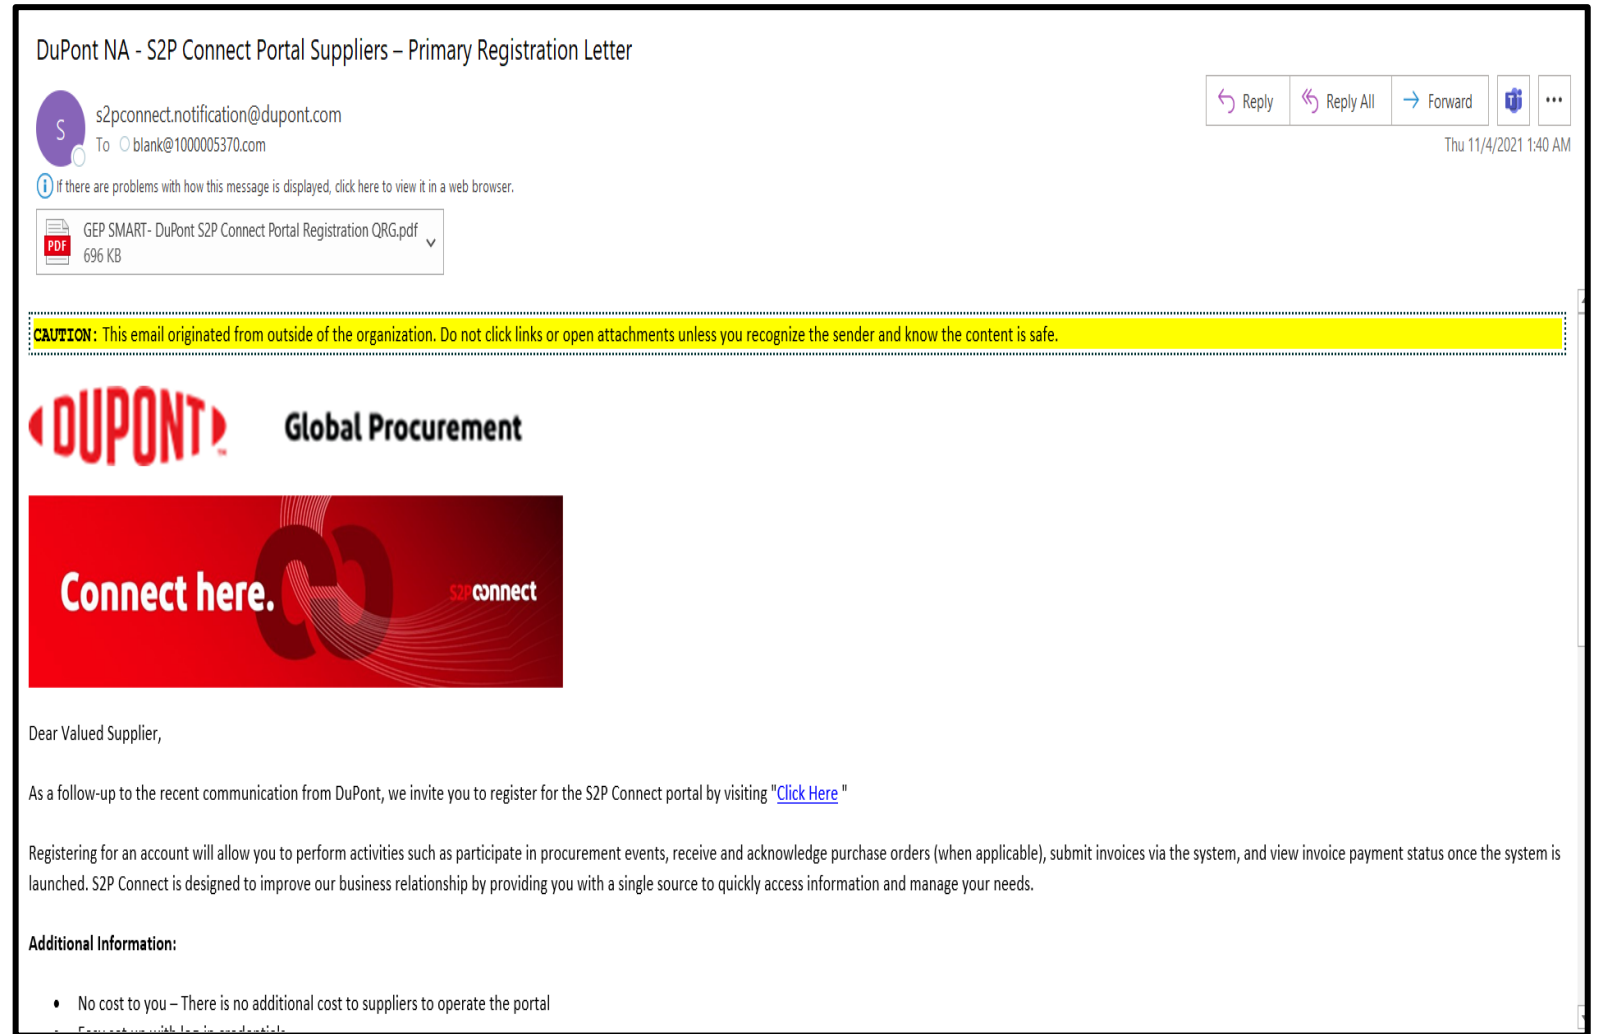 DuPont NA - S2P Connect Portal Suppliers – Primary Registration Letter
S
s2pconnect.notification@dupont.com
To blank@1000005370.com
Reply
Reply All
Forward
Thu 11/4/2021 1:40 AM
If there are problems with how this message is displayed, click here to view it in a web browser.
PDF
GEP SMART- DuPont S2P Connect Portal Registration QRG.pdf
696 KB
CAUTION: This email originated from outside of the organization. Do not click links or open attachments unless you recognize the sender and know the content is safe.
DUPONT™
Global Procurement
Connect here.
S2Pconnect
Dear Valued Supplier,
As a follow-up to the recent communication from DuPont, we invite you to register for the S2P Connect portal by visiting "Click Here "
Registering for an account will allow you to perform activities such as participate in procurement events, receive and acknowledge purchase orders (when applicable), submit invoices via the system, and view invoice payment status once the system is
launched. S2P Connect is designed to improve our business relationship by providing you with a single source to quickly access information and manage your needs.
Additional Information:
• No cost to you – There is no additional cost to suppliers to operate the portal